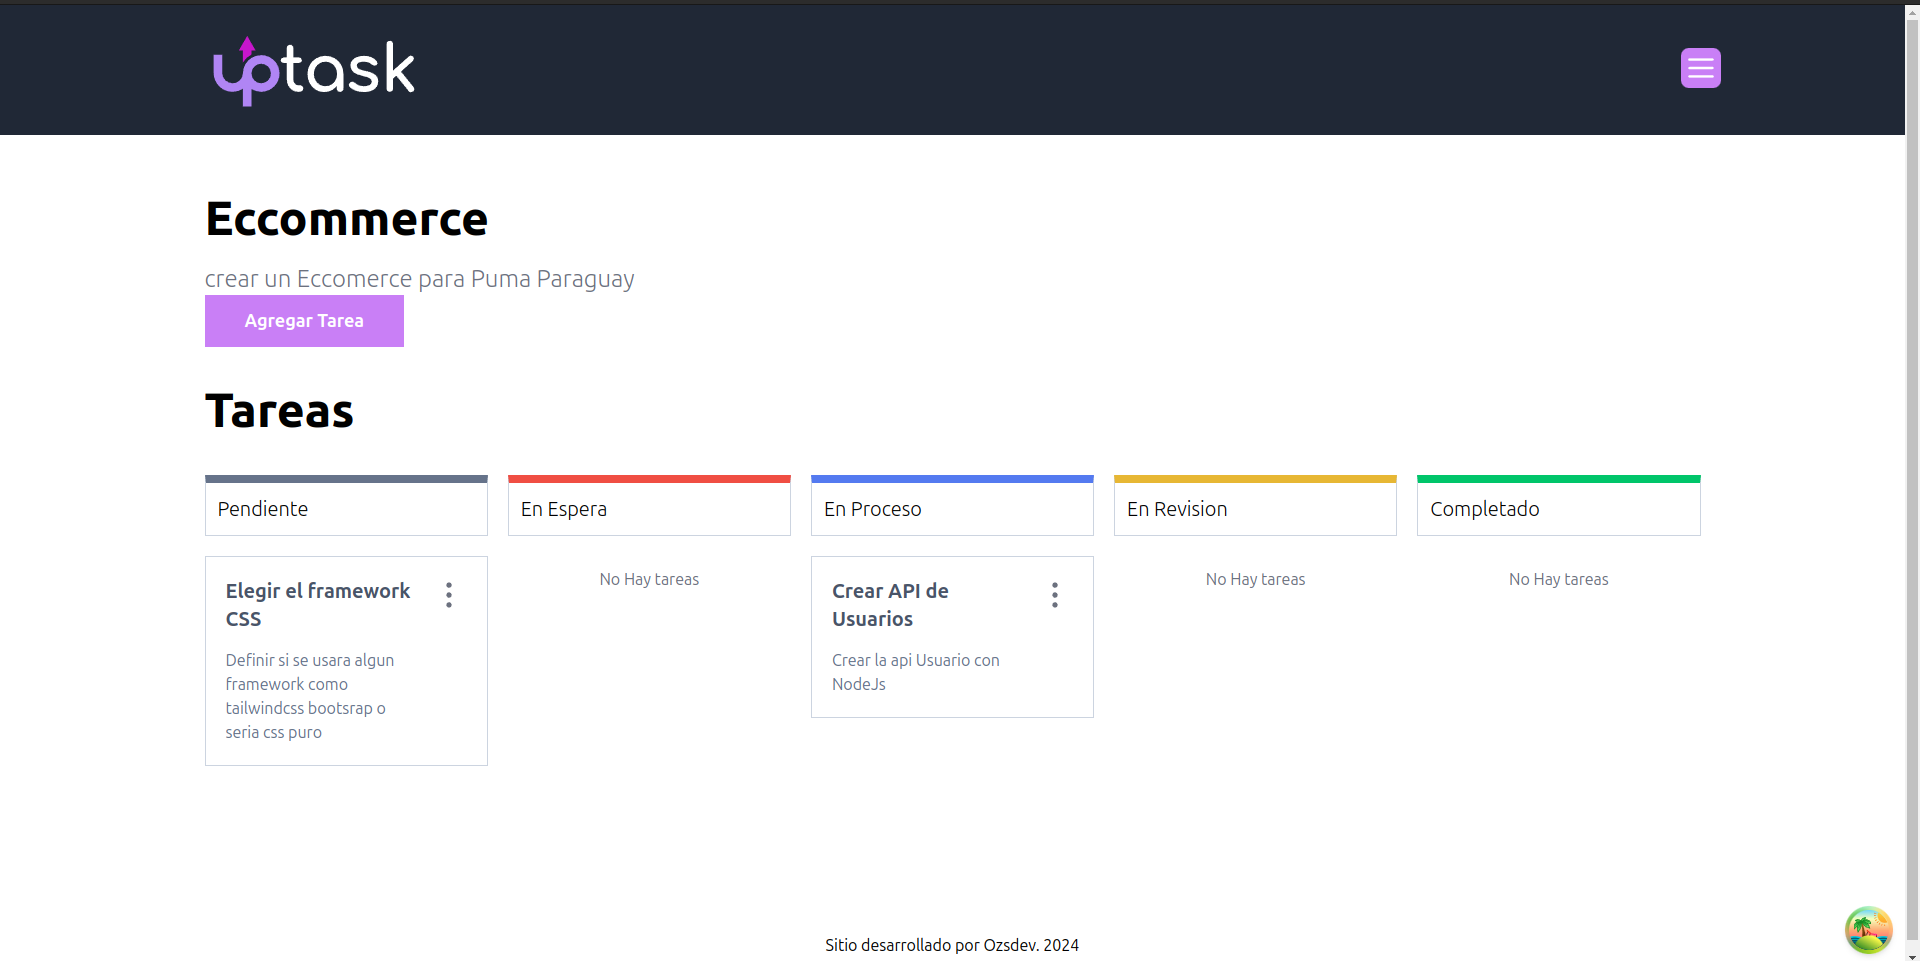 uptask
Eccommerce
crear un Eccomerce para Puma Paraguay
Agregar Tarea
Tareas
Pendiente
En Espera
En Proceso
En Revision
Completado
Elegir el framework
CSS
Definir si se usara algun
framework como
tailwindcss bootsrap o
seria css puro
No Hay tareas
Crear API de
Usuarios
Crear la api Usuario con
NodeJs
No Hay tareas
No Hay tareas
Sitio desarrollado por Ozsdev. 2024